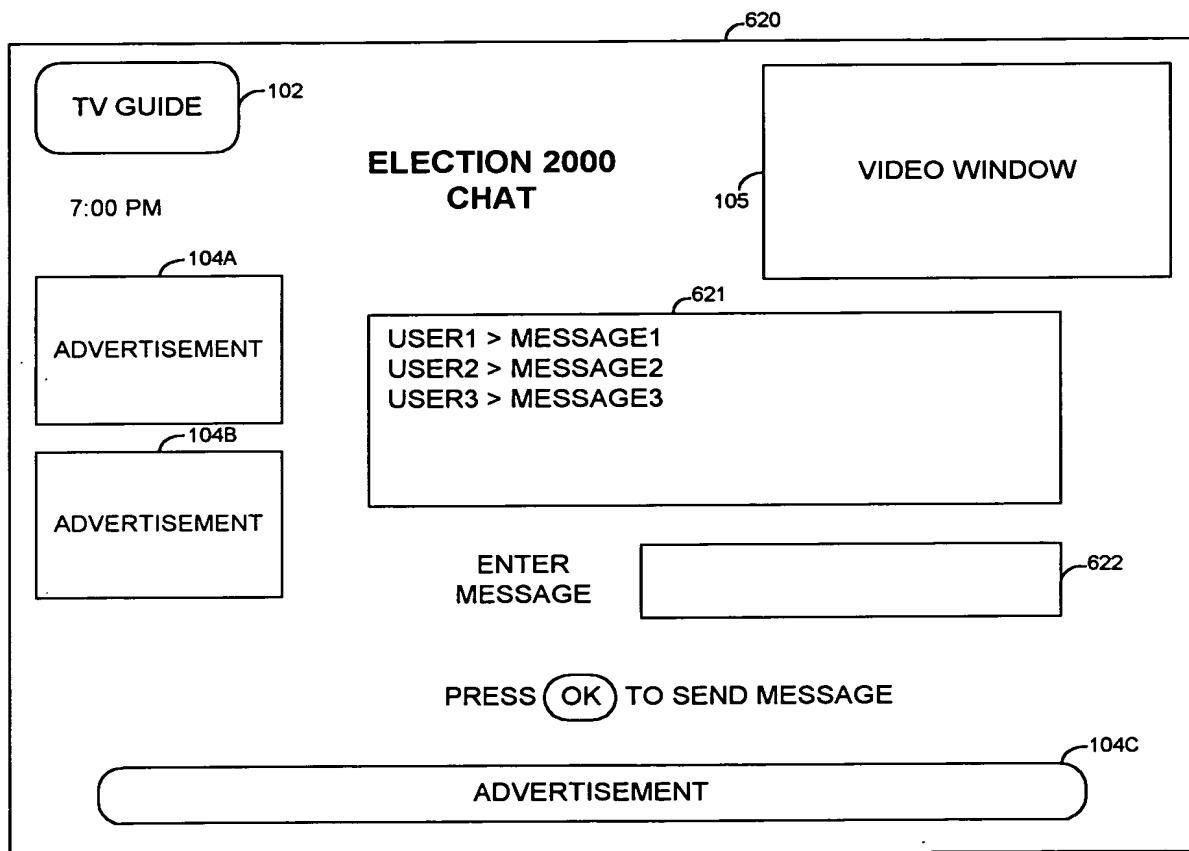 620
TV GUIDE
102
ELECTION 2000
CHAT
VIDEO WINDOW
105
7:00 PM
104A
ADVERTISEMENT
621
USER1 > MESSAGE1
USER2 > MESSAGE2
USER3 > MESSAGE3
104B
ADVERTISEMENT
ENTER
MESSAGE
622
PRESS OK TO SEND MESSAGE
104C
ADVERTISEMENT